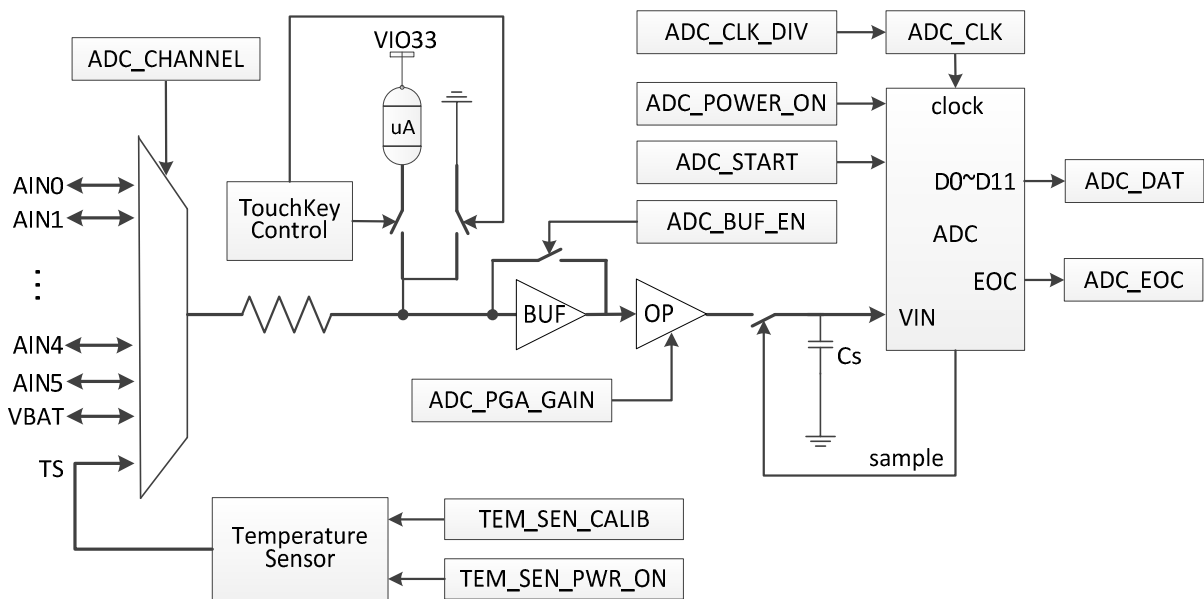 ADC_CHANNEL
VIO33
ADC_CLK_DIV
ADC_CLK
uA
ADC_POWER_ON
clock
ADC_START
AIN0
AIN1
⋮
AIN4
AIN5
VBAT
TS
TouchKey
Control
D0~D11
ADC_DAT
ADC_BUF_EN
ADC
EOC
ADC_EOC
BUF
OP
VIN
Cs
ADC_PGA_GAIN
sample
Temperature
Sensor
TEM_SEN_CALIB
TEM_SEN_PWR_ON